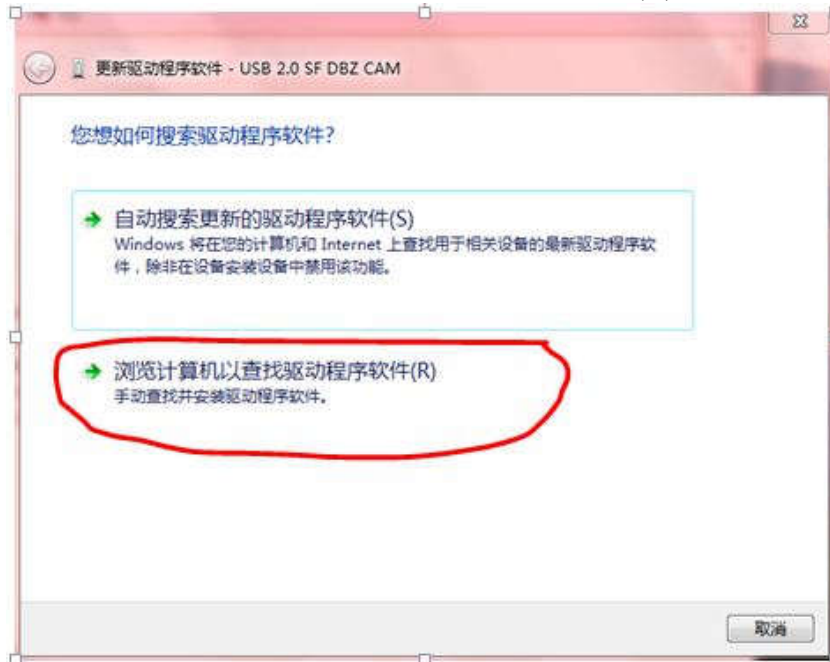 更新驱动程序软件 - USB 2.0 SF DBZ CAM
您想如何搜索驱动程序软件?
自动搜索更新的驱动程序软件(S)
Windows 将在您的计算机和 Internet 上查找用于相关设备的最新驱动程序软
件，除非在设备安装设备中禁用该功能。
浏览计算机以查找驱动程序软件(R)
手动查找并安装驱动程序软件。
取消